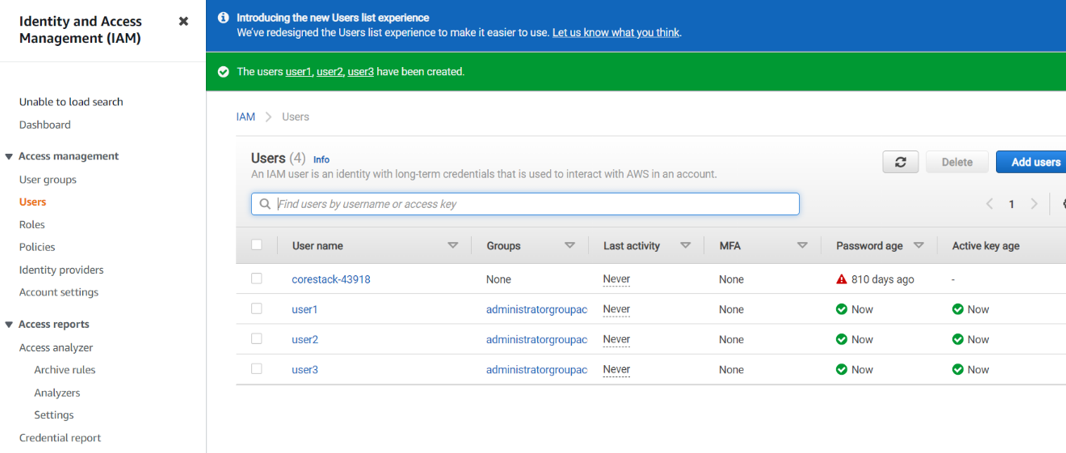 Identity and Access
Management (IAM)
Unable to load search
Dashboard
Access management
User groups
Users
Roles
Policies
Identity providers
Account settings
Access reports
Access analyzer
Archive rules
Analyzers
Settings
Credential report
Introducing the new Users list experience
We've redesigned the Users list experience to make it easier to use. Let us know what you think.
The users user1, user2, user3 have been created.
IAM > Users
Users (4) Info
An IAM user is an identity with long-term credentials that is used to interact with AWS in an account.
Delete
Add users
Find users by username or access key
1
User name Groups Last activity MFA Password age Active key age
corestack-43918 None Never None 810 days ago -
user1 administratorgroupac Never None Now Now
user2 administratorgroupac Never None Now Now
user3 administratorgroupac Never None Now Now